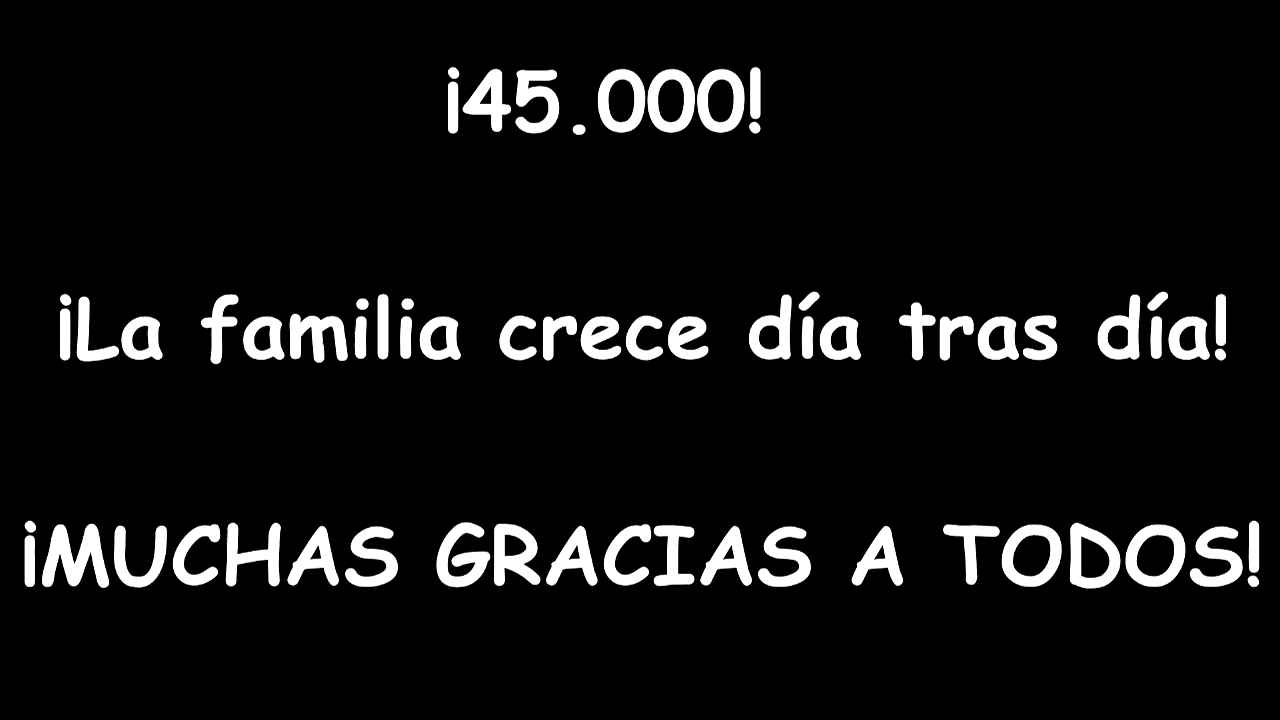 ¡45.000!
¡La familia crece día tras día!
¡MUCHAS GRACIAS A TODOS!